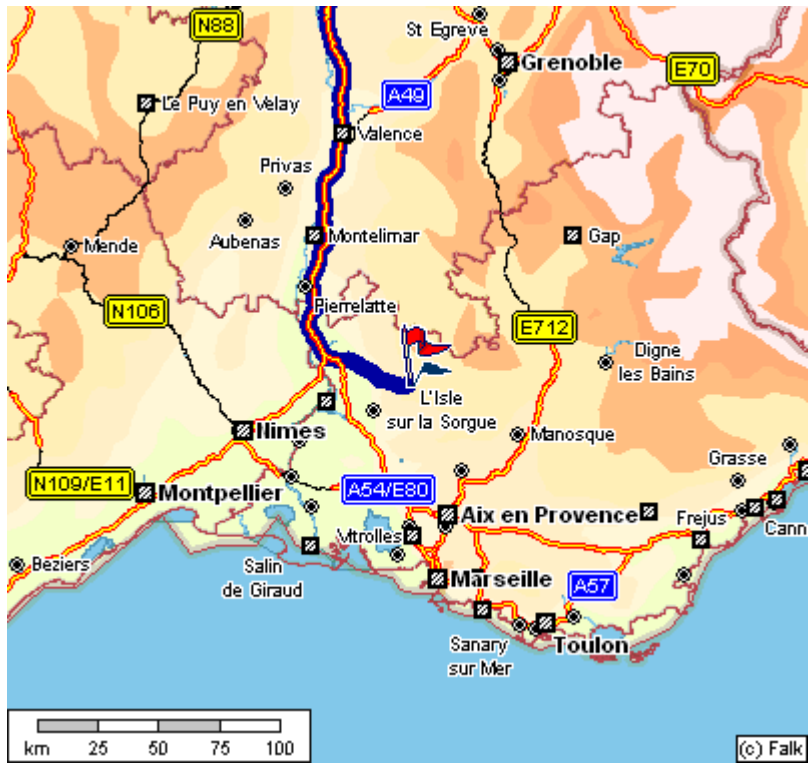 N88
St Egreve
Grenoble
E70
A49
Le Puy en Velay
Valence
Privas
Aubenas
Montelimar
Gap
Mende
Pierrelatte
N106
E712
Digne
les Bains
L'Isle
sur la Sorgue
Nimes
Manosque
Grasse
N109/E11
A54/E80
Montpellier
Aix en Provence
Frejus
Cann
Vitrolles
Beziers
Salin
de Giraud
Marseille
A57
Sanary
sur Mer
Toulon
km 25 50 75 100
(c) Falk